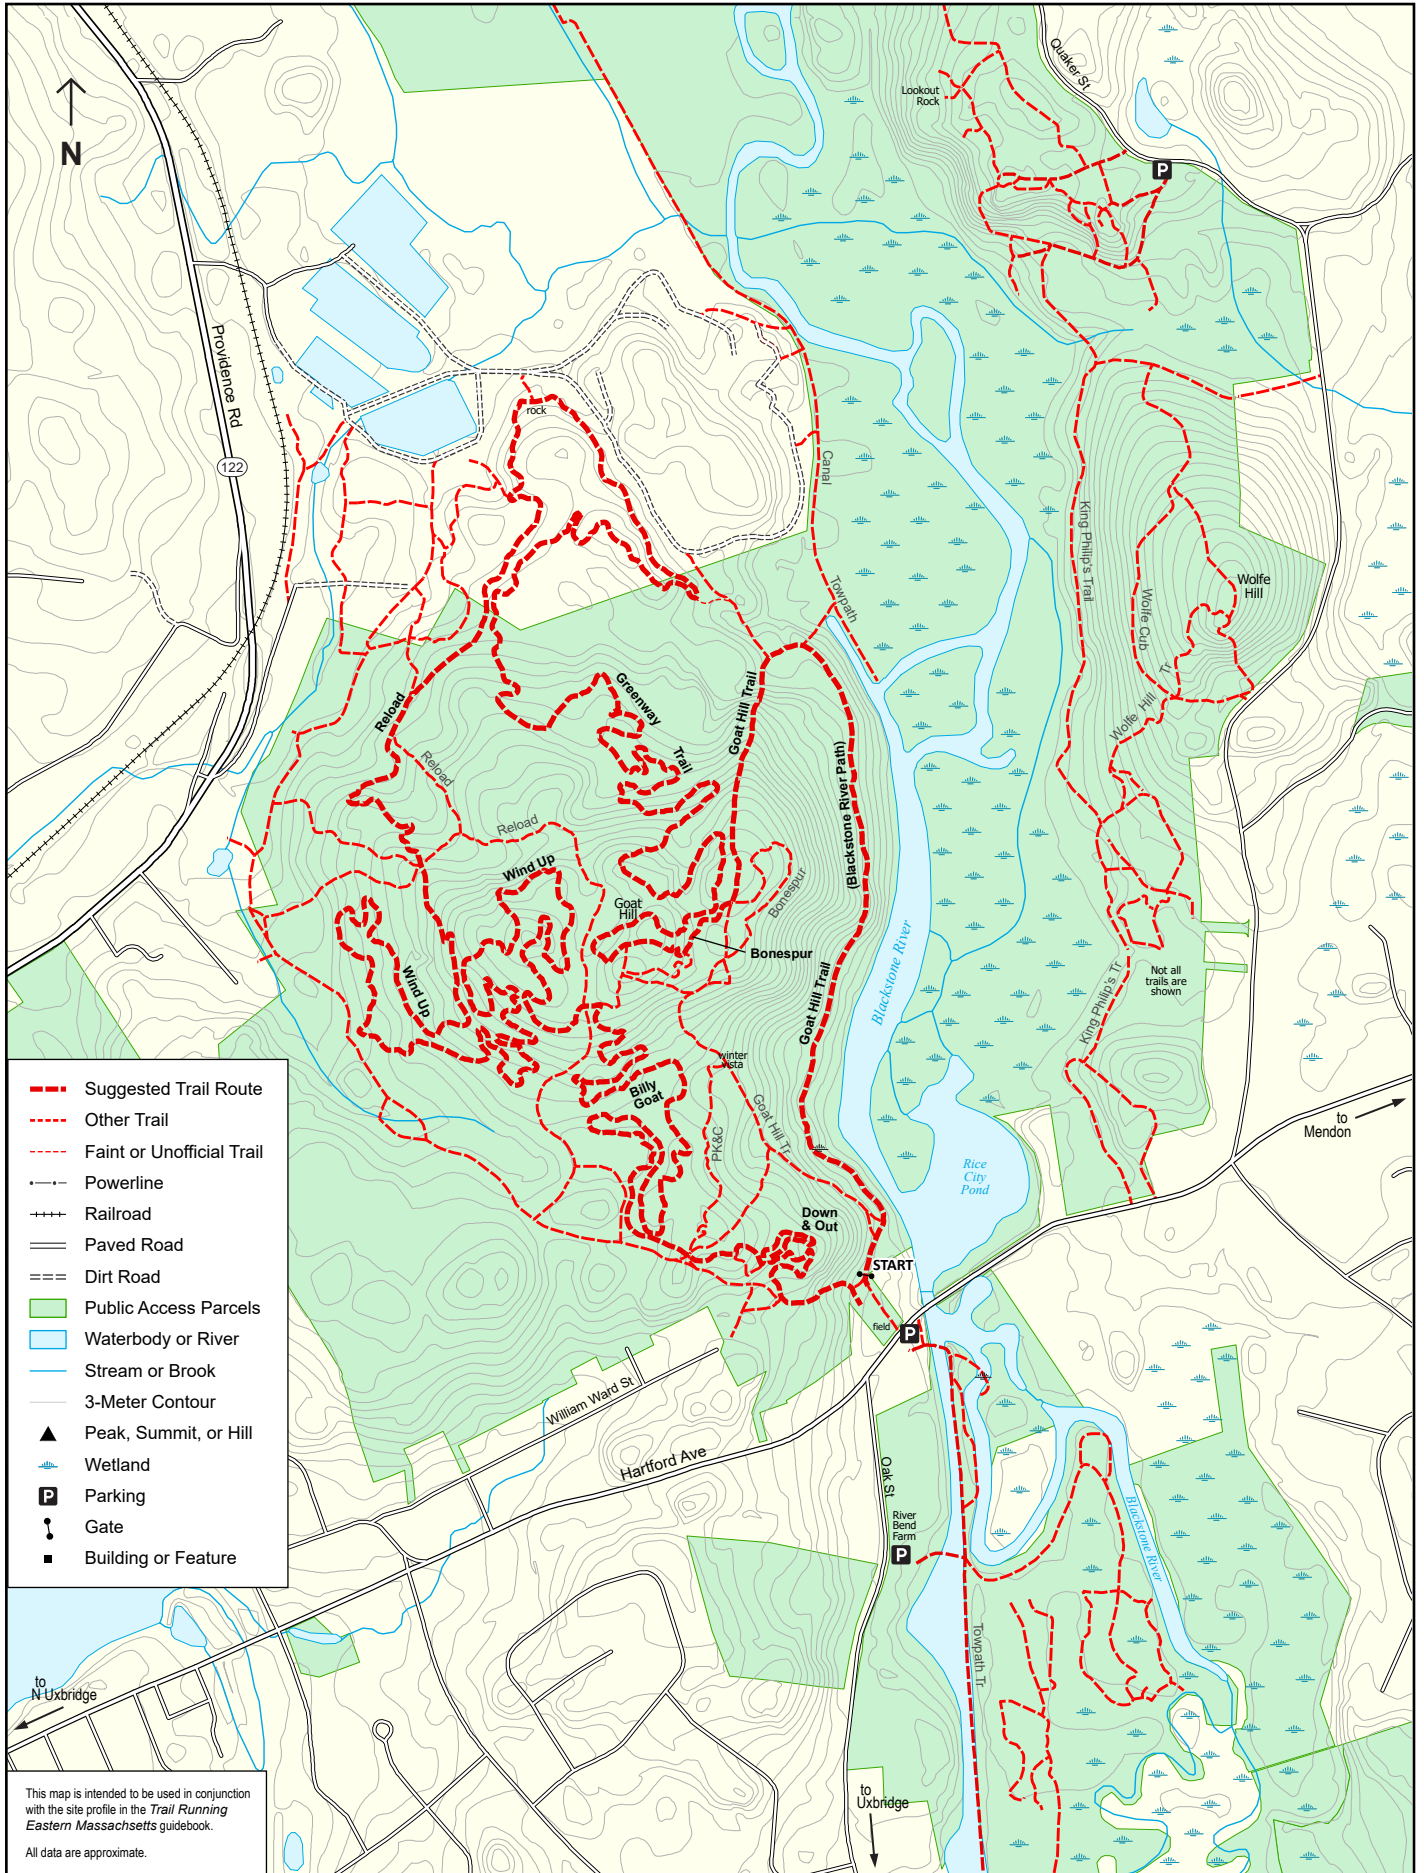 Quaker St
Lookout
Rock
N
P
Providence Rd
rock
122
Canal
King Philip's Trail
Towpath
Wolfe
Hill
Wolfe Cub
Wolfe Hill Tr
Greenway
Trail
Goat Hill Trail
Reload
Reload
(Blackstone River Path)
Reload
Wind Up
Bonespur
Goat
Hill
Bonespur
Blackstone River
Wind Up
Goat Hill Trail
King Philip's Tr
Not all
trails are
shown
winter
vista
Billy
Goat
Goat Hill Tr
PK&C
to
Mendon
Rice
City
Pond
Down
& Out
START
field
P
Suggested Trail Route
Other Trail
Faint or Unofficial Trail
Powerline
Railroad
Paved Road
Dirt Road
Public Access Parcels
Waterbody or River
Stream or Brook
3-Meter Contour
Peak, Summit, or Hill
Wetland
P Parking
Gate
Building or Feature
William Ward St
Hartford Ave
Oak St
River
Bend
Farm
P
Blackstone River
Towpath Tr
to
N Uxbridge
to
Uxbridge
This map is intended to be used in conjunction
with the site profile in the Trail Running
Eastern Massachsetts guidebook.
All data are approximate.